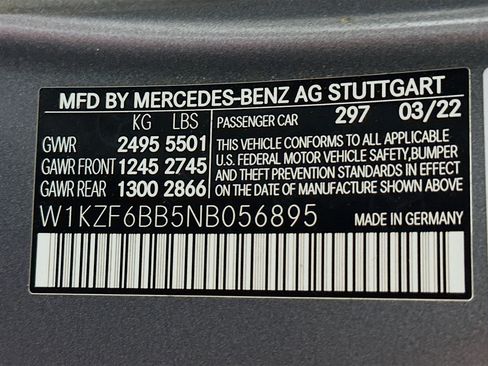 MFD BY MERCEDES-BENZ AG STUTTGART
KG LBS PASSENGER CAR 297 03/22
GVWR 2495 5501
GAWR FRONT 1245 2745
GAWR REAR 1300 2866
THIS VEHICLE CONFORMS TO ALL APPLICABLE
U.S. FEDERAL MOTOR VEHICLE SAFETY,BUMPER
AND THEFT PREVENTION STANDARDS IN EFFECT
ON THE DATE OF MANUFACTURE SHOWN ABOVE.
W1KZF6BB5NB056895
MADE IN GERMANY